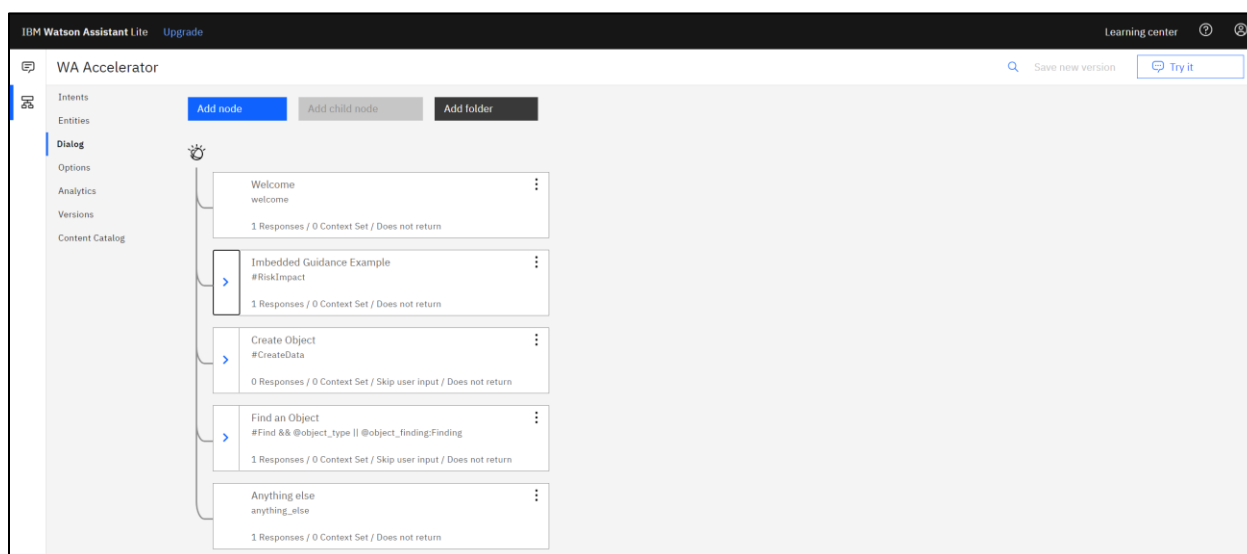 IBM Watson Assistant Lite Upgrade Learning center
WA Accelerator Save new version Try it
Intents
Entities
Dialog
Options
Analytics
Versions
Content Catalog
Add node Add child node Add folder
Welcome
welcome
1 Responses / 0 Context Set / Does not return
Imbedded Guidance Example
#RiskImpact
1 Responses / 0 Context Set / Does not return
Create Object
#CreateData
0 Responses / 0 Context Set / Skip user input / Does not return
Find an Object
#Find && @object_type || @object_finding:Finding
1 Responses / 0 Context Set / Skip user input / Does not return
Anything else
anything_else
1 Responses / 0 Context Set / Does not return